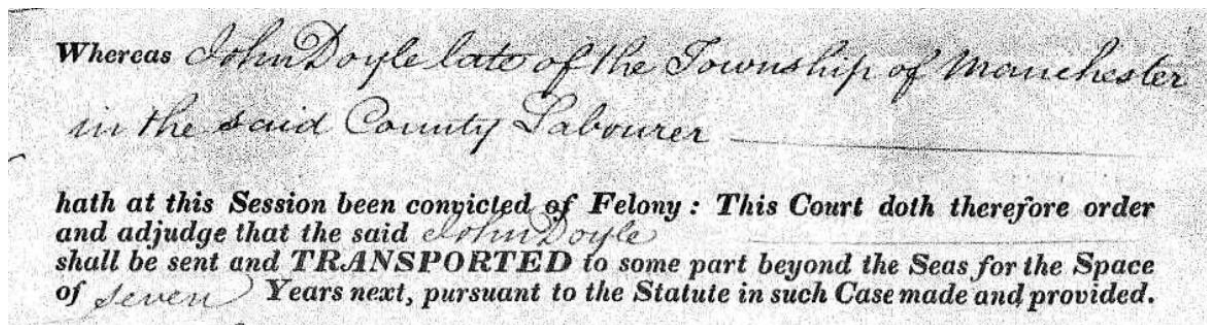 Whereas John Doyle late of the Township of Manchester
in the said County Labourer
hath at this Session been convicted of Felony : This Court doth therefore order
and adjudge that the said John Doyle
shall be sent and TRANSPORTED to some part beyond the Seas for the Space
of seven Years next, pursuant to the Statute in such Case made and provided.